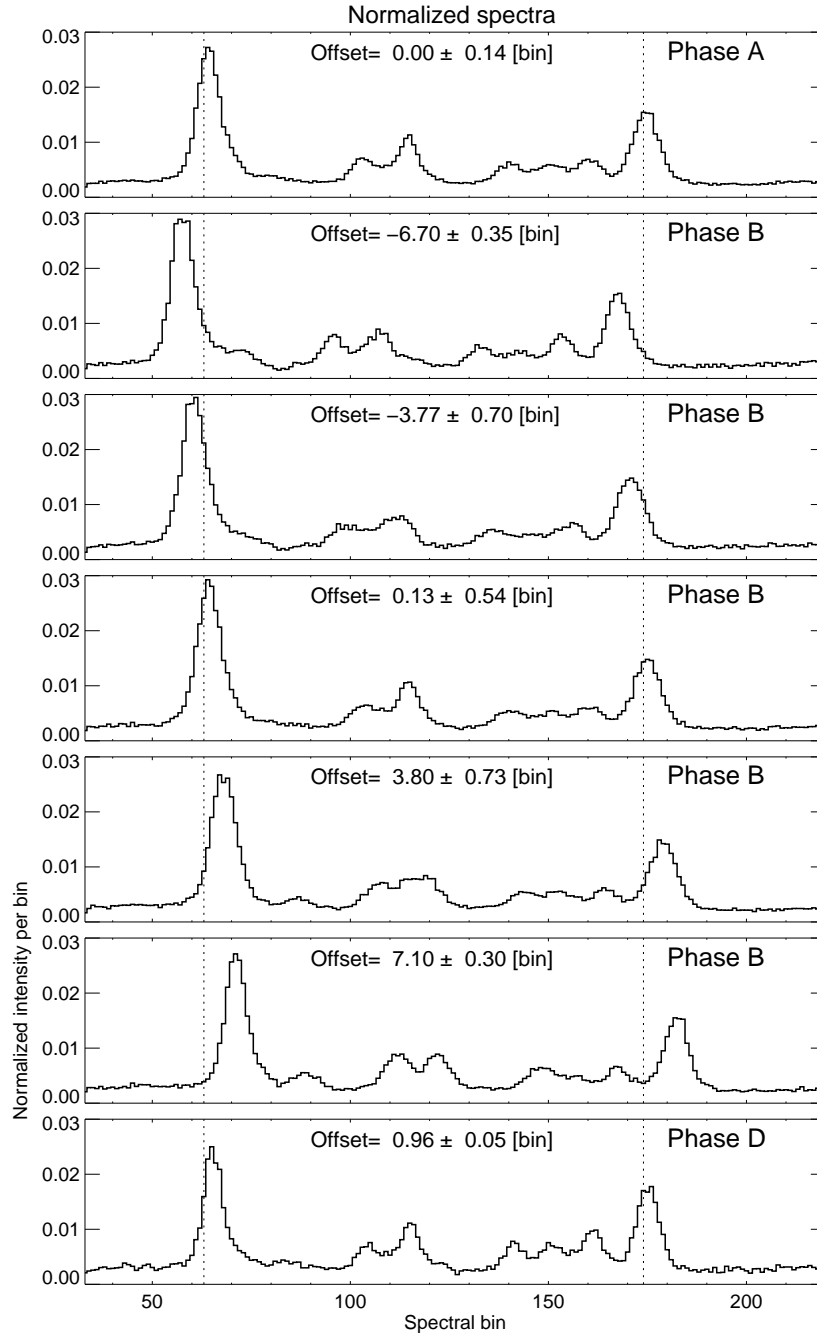 Normalized spectra
0.03
Offset= 0.00 ± 0.14 [bin]
Phase A
0.02
0.01
0.00
0.03
Offset= −6.70 ± 0.35 [bin]
Phase B
0.02
0.01
0.00
0.03
Offset= −3.77 ± 0.70 [bin]
Phase B
0.02
0.01
0.00
0.03
Offset= 0.13 ± 0.54 [bin]
Phase B
0.02
0.01
0.00
0.03
Offset= 3.80 ± 0.73 [bin]
Phase B
0.02
0.01
0.00
0.03
Offset= 7.10 ± 0.30 [bin]
Phase B
0.02
0.01
0.00
0.03
Offset= 0.96 ± 0.05 [bin]
Phase D
0.02
0.01
0.00
Normalized intensity per bin
50 100 150 200
Spectral bin